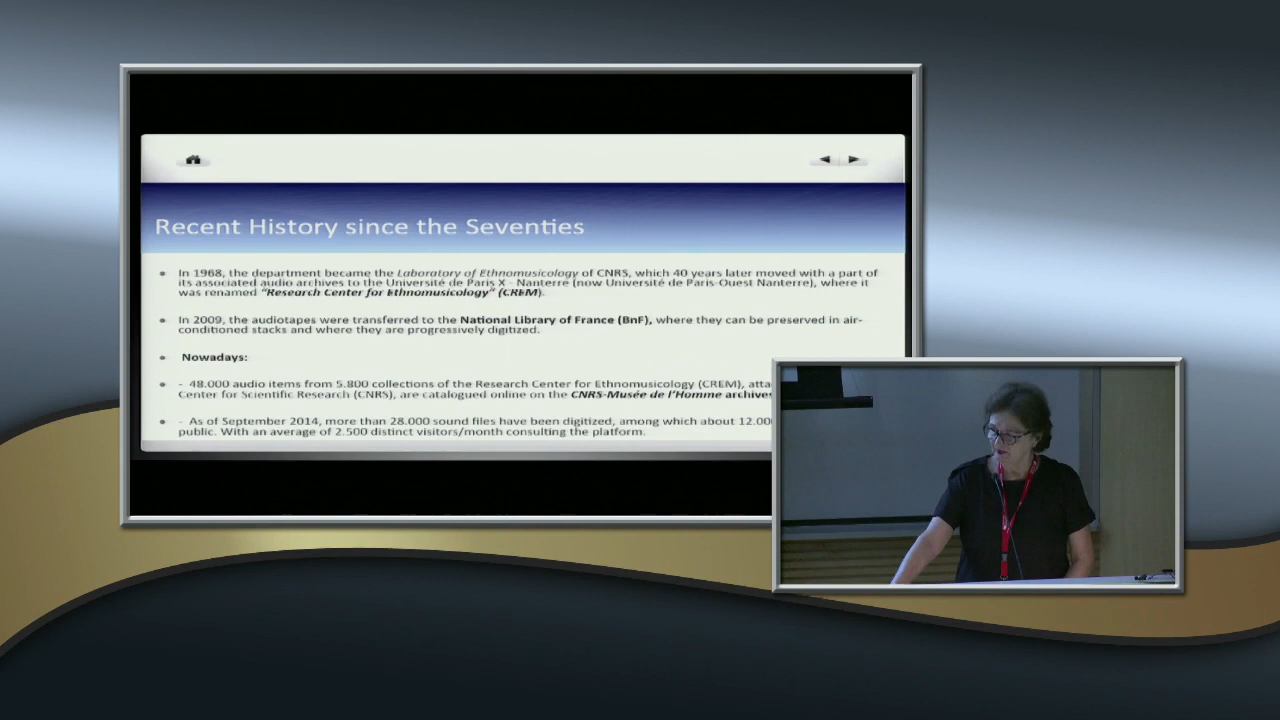 Recent History since the Seventies
• In 1968, the department became the Laboratory of Ethnomusicology of CNRS, which 40 years later moved with a part of
its associated audio archives to the Université de Paris X - Nanterre (now Université de Paris-Ouest Nanterre), where it
was renamed “Research Center for Ethnomusicology” (CREM).
• In 2009, the audiotapes were transferred to the National Library of France (BnF), where they can be preserved in air-
conditioned stacks and where they are progressively digitized.
• Nowadays:
• - 48.000 audio items from 5.800 collections of the Research Center for Ethnomusicology (CREM),
Center for Scientific Research (CNRS), are catalogued online on the CNRS-Musée de l’Homme archives
• - As of September 2014, more than 28.000 sound files have been digitized, among which about
public. With an average of 2.500 distinct visitors/month consulting the platform.